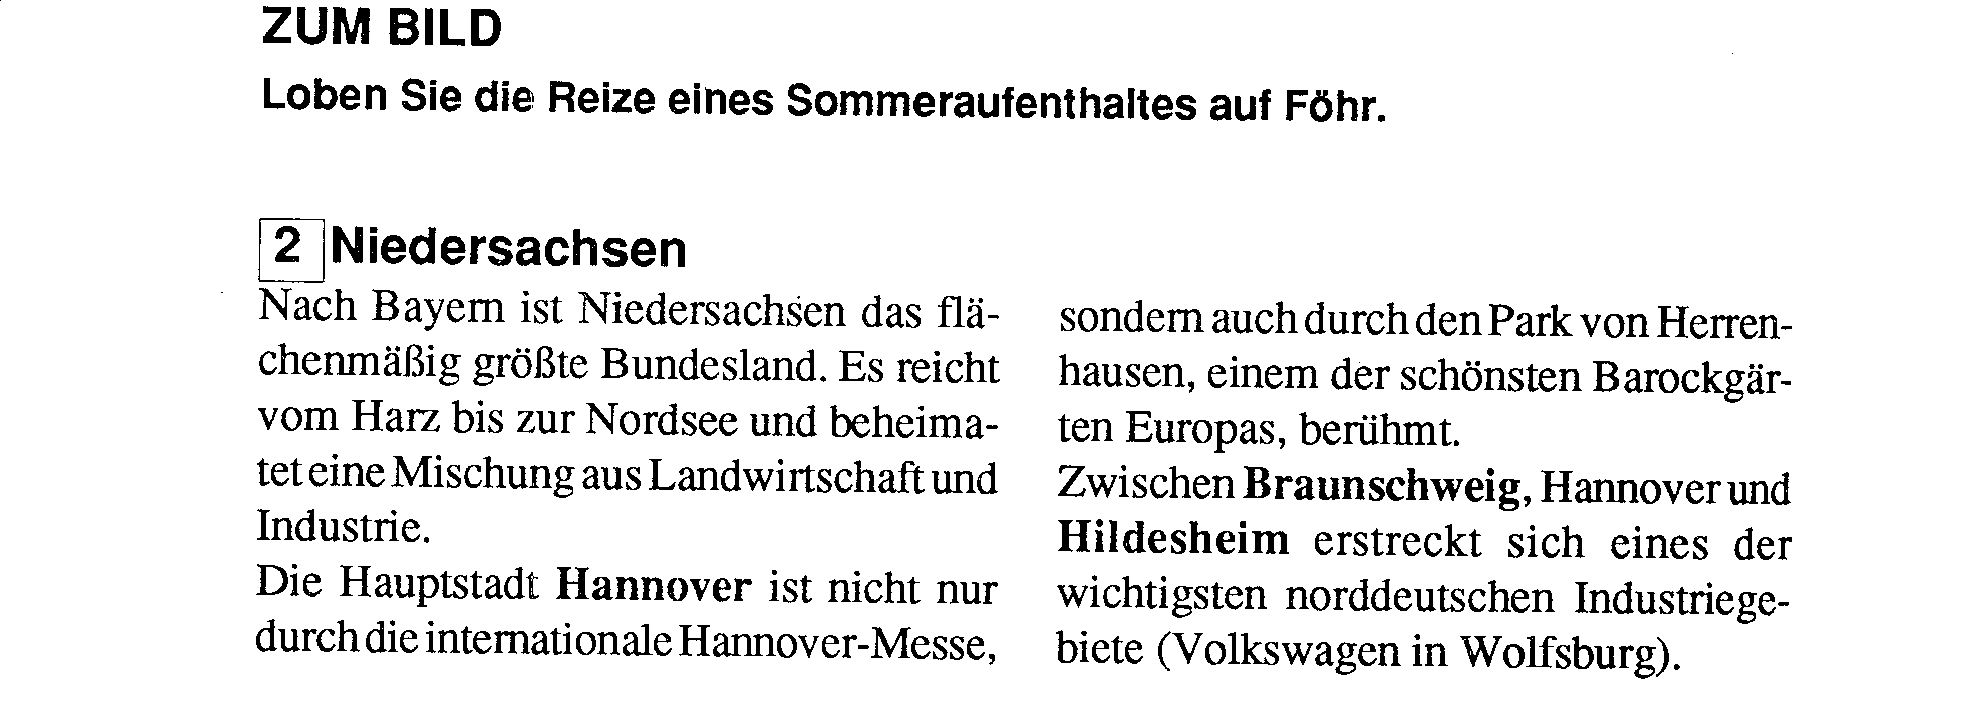 ZUM BILD
Loben Sie die Reize eines Sommeraufenthaltes auf Föhr.
2 Niedersachsen
Nach Bayern ist Niedersachsen das flä-
chenmäßig größte Bundesland. Es reicht
vom Harz bis zur Nordsee und beheima-
tet eine Mischung aus Landwirtschaft und
Industrie.
Die Hauptstadt Hannover ist nicht nur
durch die internationale Hannover-Messe,
sondern auch durch den Park von Herren-
hausen, einem der schönsten Barockgär-
ten Europas, berühmt.
Zwischen Braunschweig, Hannover und
Hildesheim erstreckt sich eines der
wichtigsten norddeutschen Industriege-
biete (Volkswagen in Wolfsburg).